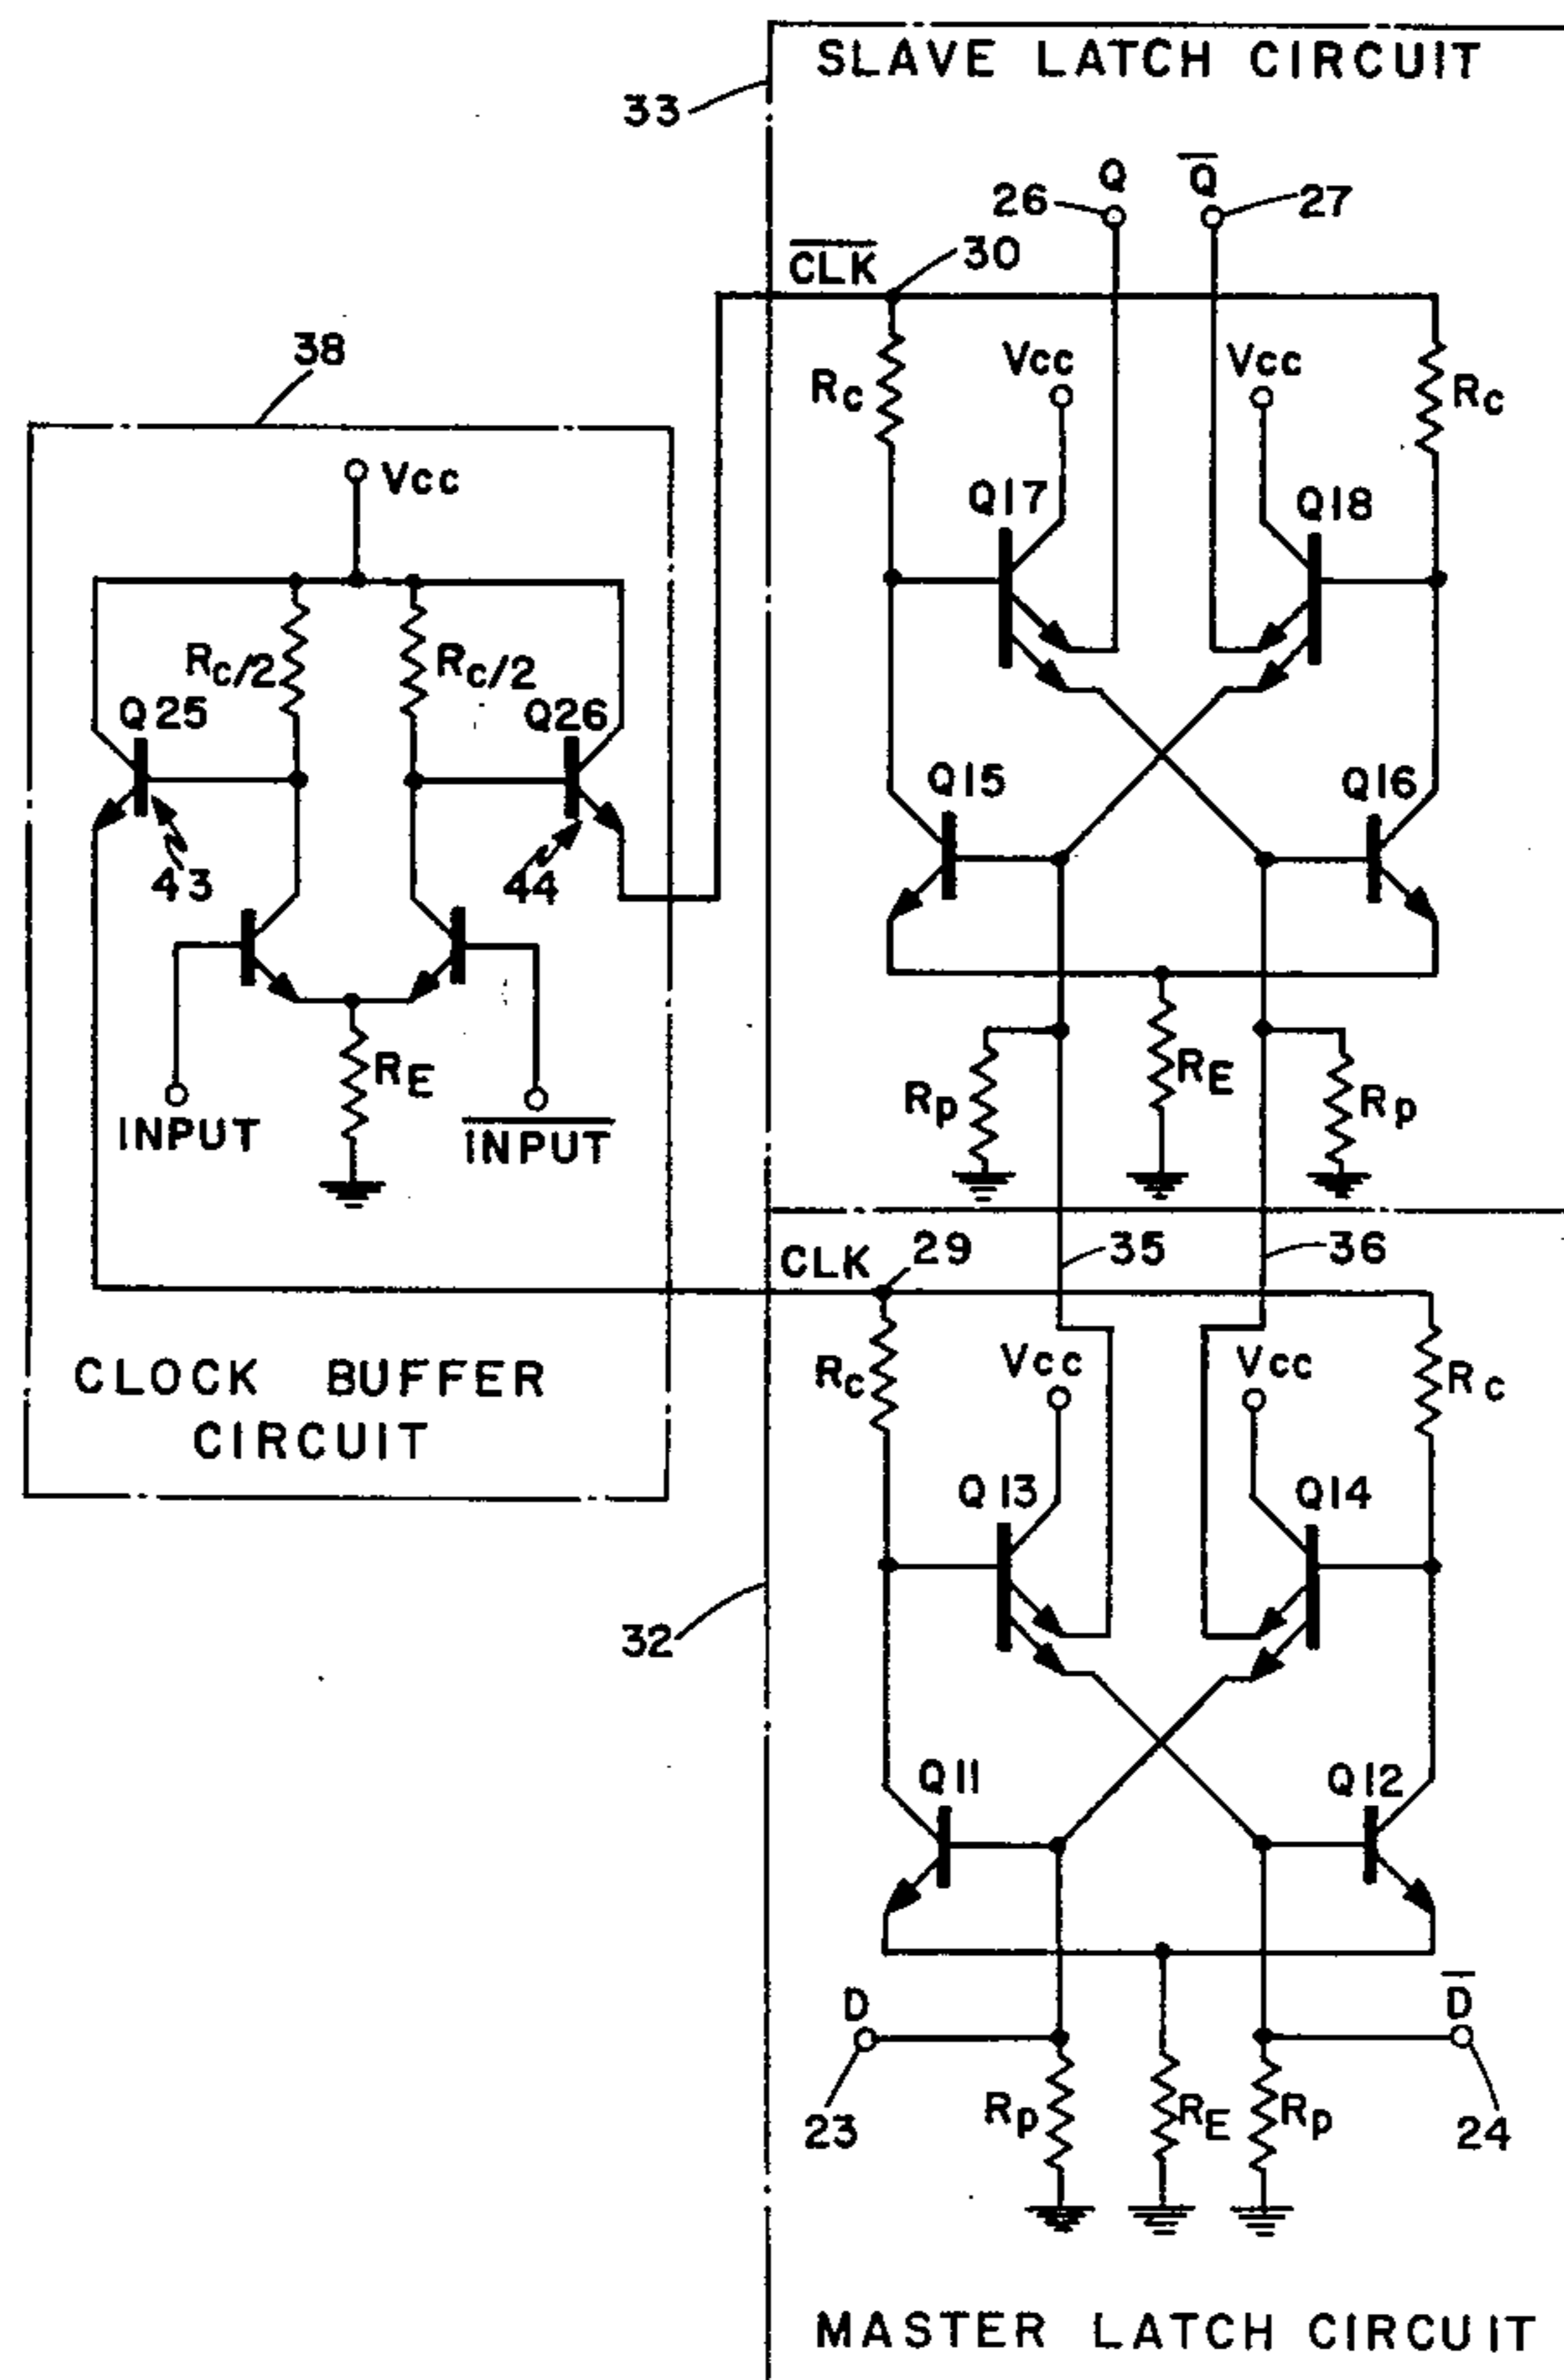 SLAVE LATCH CIRCUIT
33
26
Q
Q̅
27
C̅L̅K̅
30
38
Rc
Vcc
Vcc
Rc
Vcc
Q17
Q18
Rc/2
Rc/2
Q25
Q26
Q15
Q16
43
44
RE
Rp
RE
Rp
INPUT
I̅N̅P̅U̅T̅
CLK
29
35
36
CLOCK BUFFER
CIRCUIT
Rc
Vcc
Vcc
Rc
Q13
Q14
32
Q11
Q12
D
D̅
23
Rp
RE
Rp
24
MASTER LATCH CIRCUIT